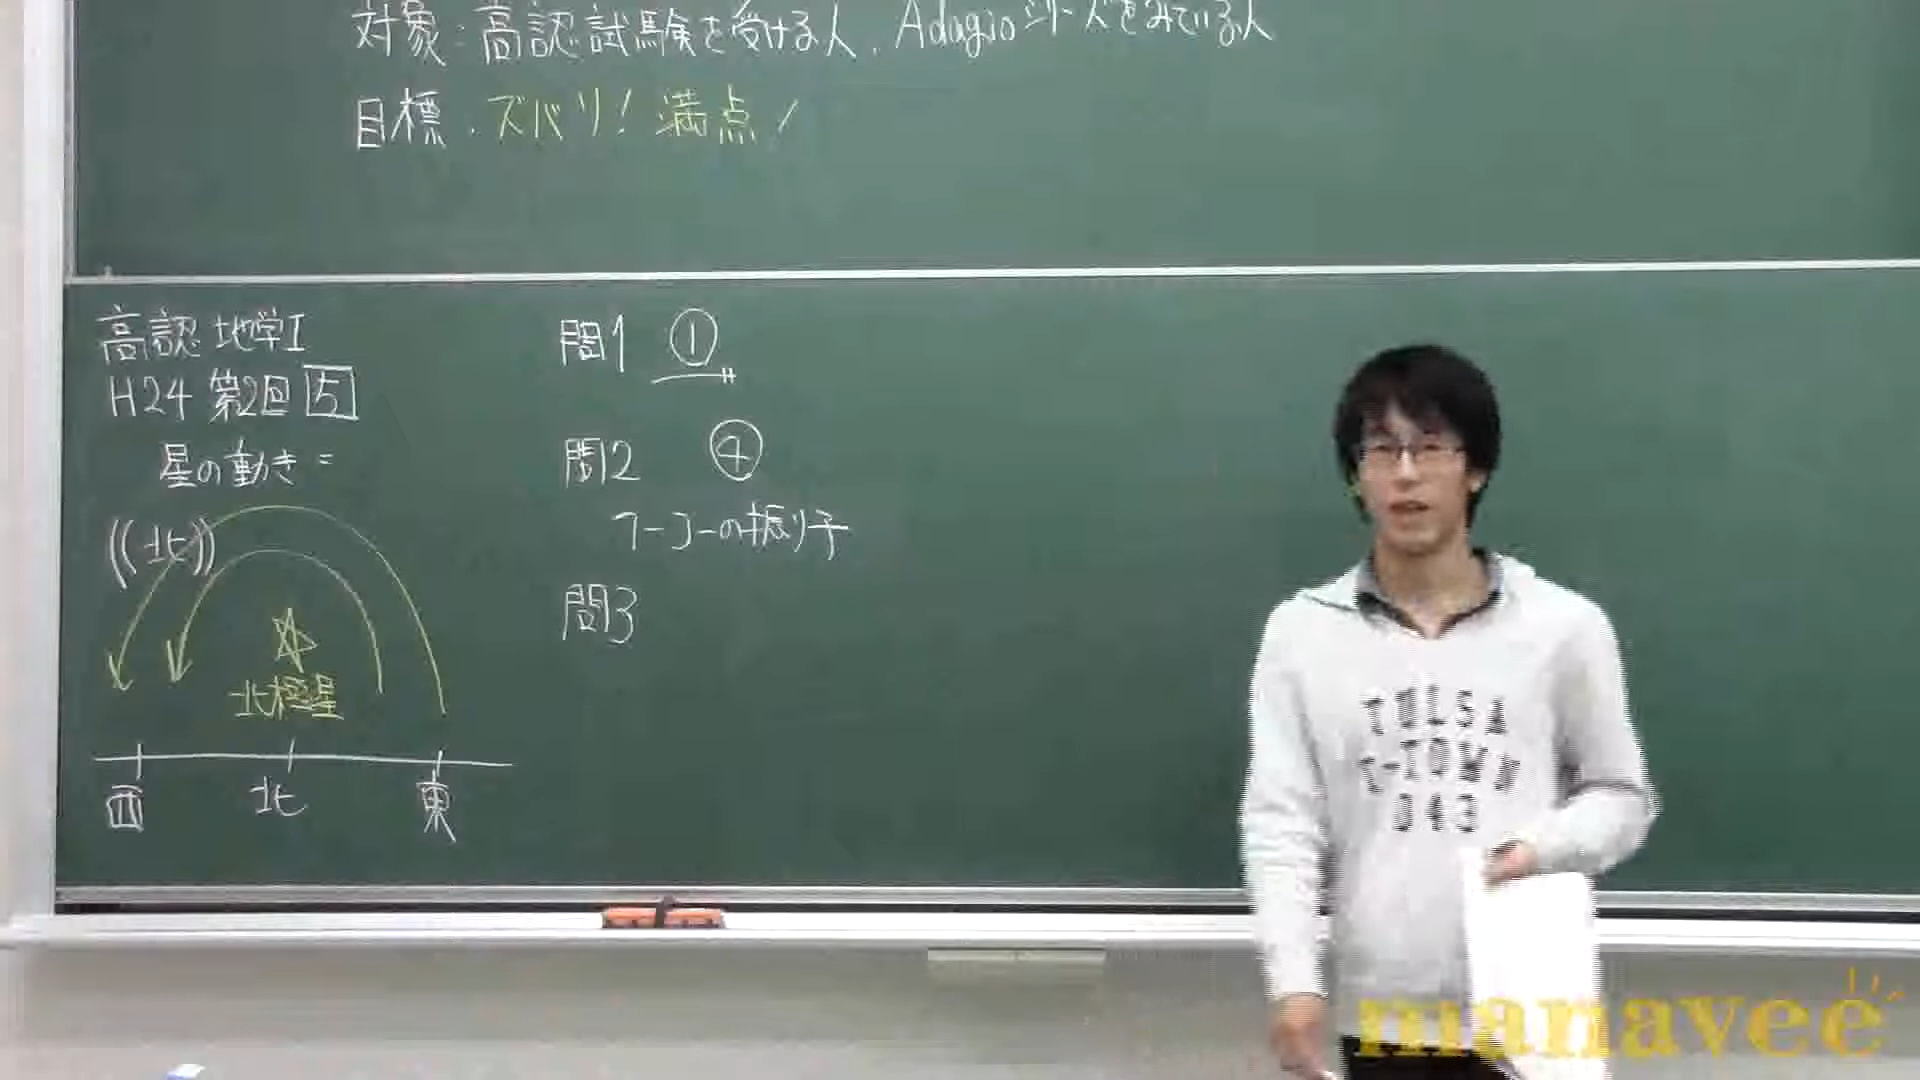 対象:高認試験を受ける人、Adagioシリーズをみている人
目標.ズバリ!満点!
高認 地学I
H24 第2回 5
星の動き=
((北))
北極星
西 北 東
問1 ①
問2 ④
フーコーの振り子
問3
TULSA
T-TOWN
043
manavee